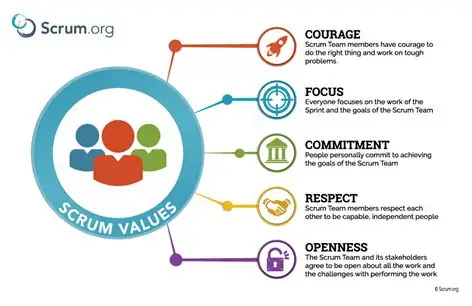 Scrum.org
COURAGE
Scrum Team members have courage to
do the right thing and work on tough
problems
FOCUS
Everyone focuses on the work of the
Sprint and the goals of the Scrum Team
COMMITMENT
People personally commit to achieving
the goals of the Scrum Team
RESPECT
Scrum Team members respect each
other to be capable, independent people
OPENNESS
The Scrum Team and its stakeholders
agree to be open about all the work and
the challenges with performing the work
SCRUM VALUES
© Scrum.org